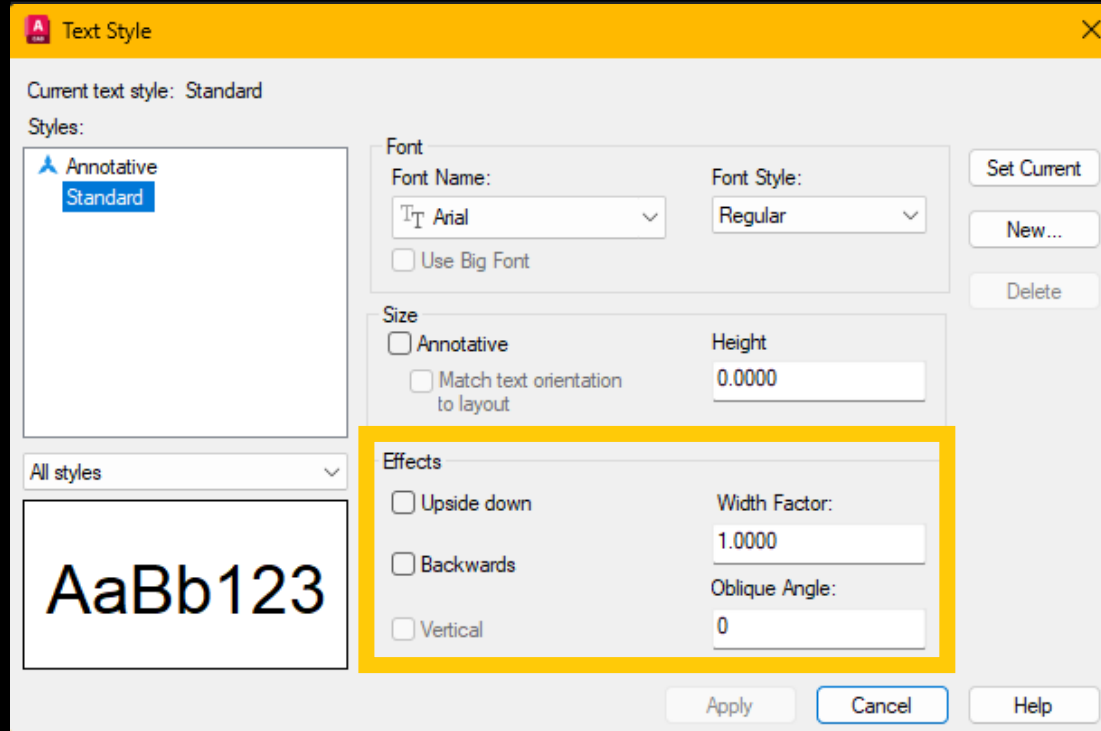 A
CAD
Text Style
Current text style: Standard
Styles:
Annotative
Standard
All styles
AaBb123
Font
Font Name:
Arial
Font Style:
Regular
Use Big Font
Size
Annotative
Match text orientation
to layout
Height
0.0000
Effects
Upside down
Backwards
Vertical
Width Factor:
1.0000
Oblique Angle:
0
Set Current
New...
Delete
Apply
Cancel
Help